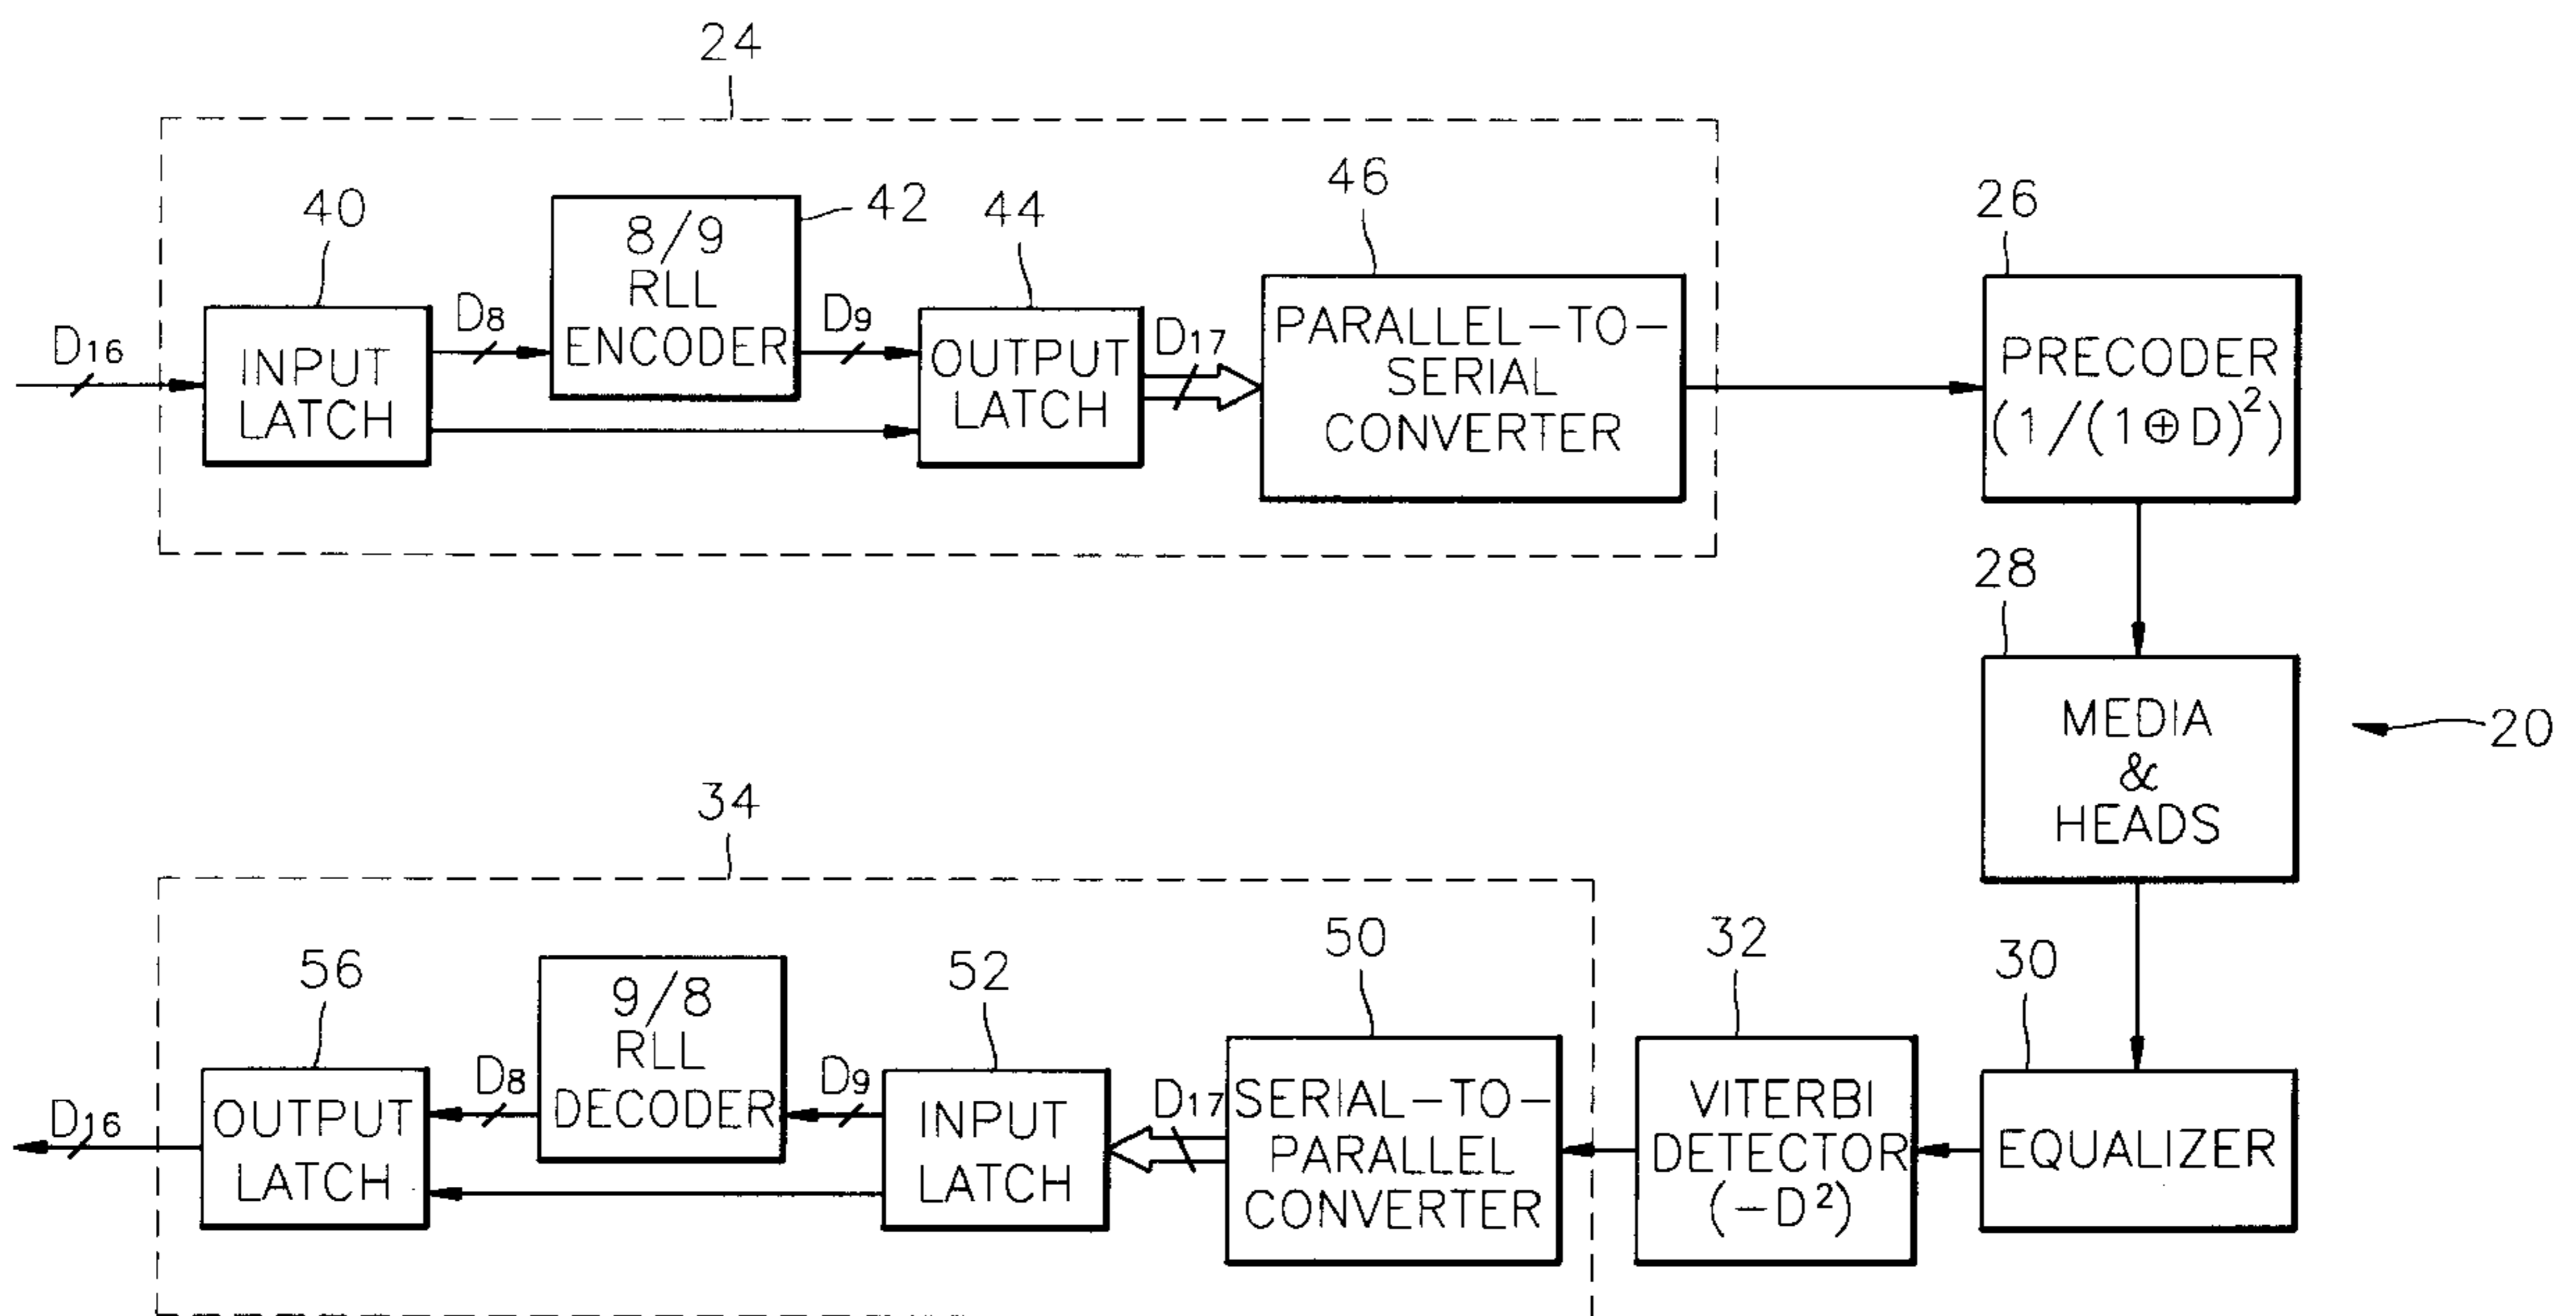 24
40
8/9
RLL
ENCODER
42
44
46
26
D16
INPUT
LATCH
D8
D9
OUTPUT
LATCH
D17
PARALLEL-TO-
SERIAL
CONVERTER
PRECODER
(1/(1⊕D)²)
28
MEDIA
&
HEADS
20
34
56
9/8
RLL
DECODER
52
50
32
30
D16
OUTPUT
LATCH
D8
D9
INPUT
LATCH
D17
SERIAL-TO-
PARALLEL
CONVERTER
VITERBI
DETECTOR
(-D²)
EQUALIZER